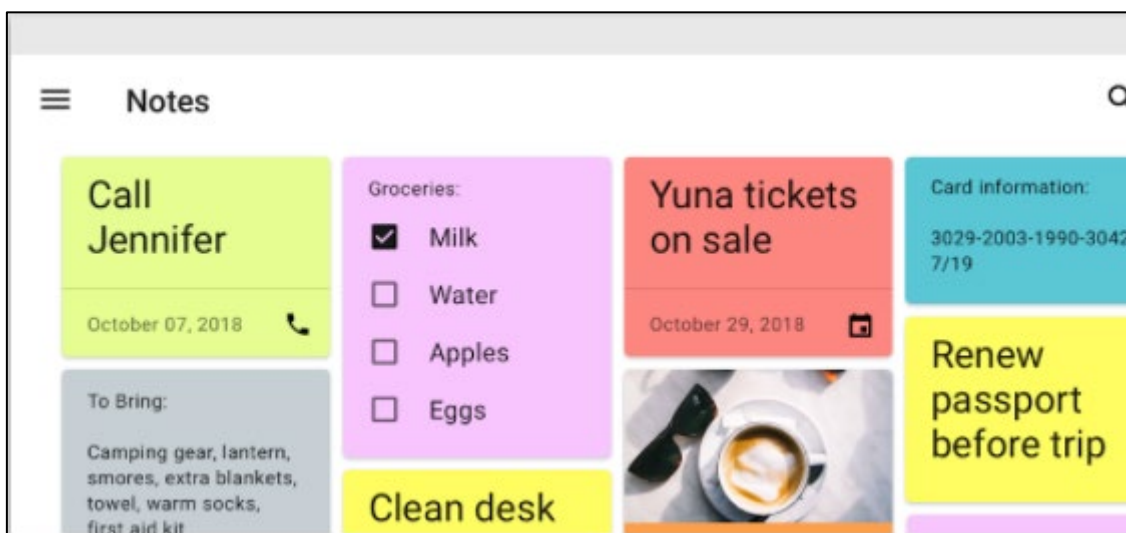 Notes
Call
Jennifer
October 07, 2018
To Bring:
Camping gear, lantern,
smores, extra blankets,
towel, warm socks,
first aid kit
Groceries:
Milk
Water
Apples
Eggs
Clean desk
Yuna tickets
on sale
October 29, 2018
Card information:
3029-2003-1990-3042
7/19
Renew
passport
before trip